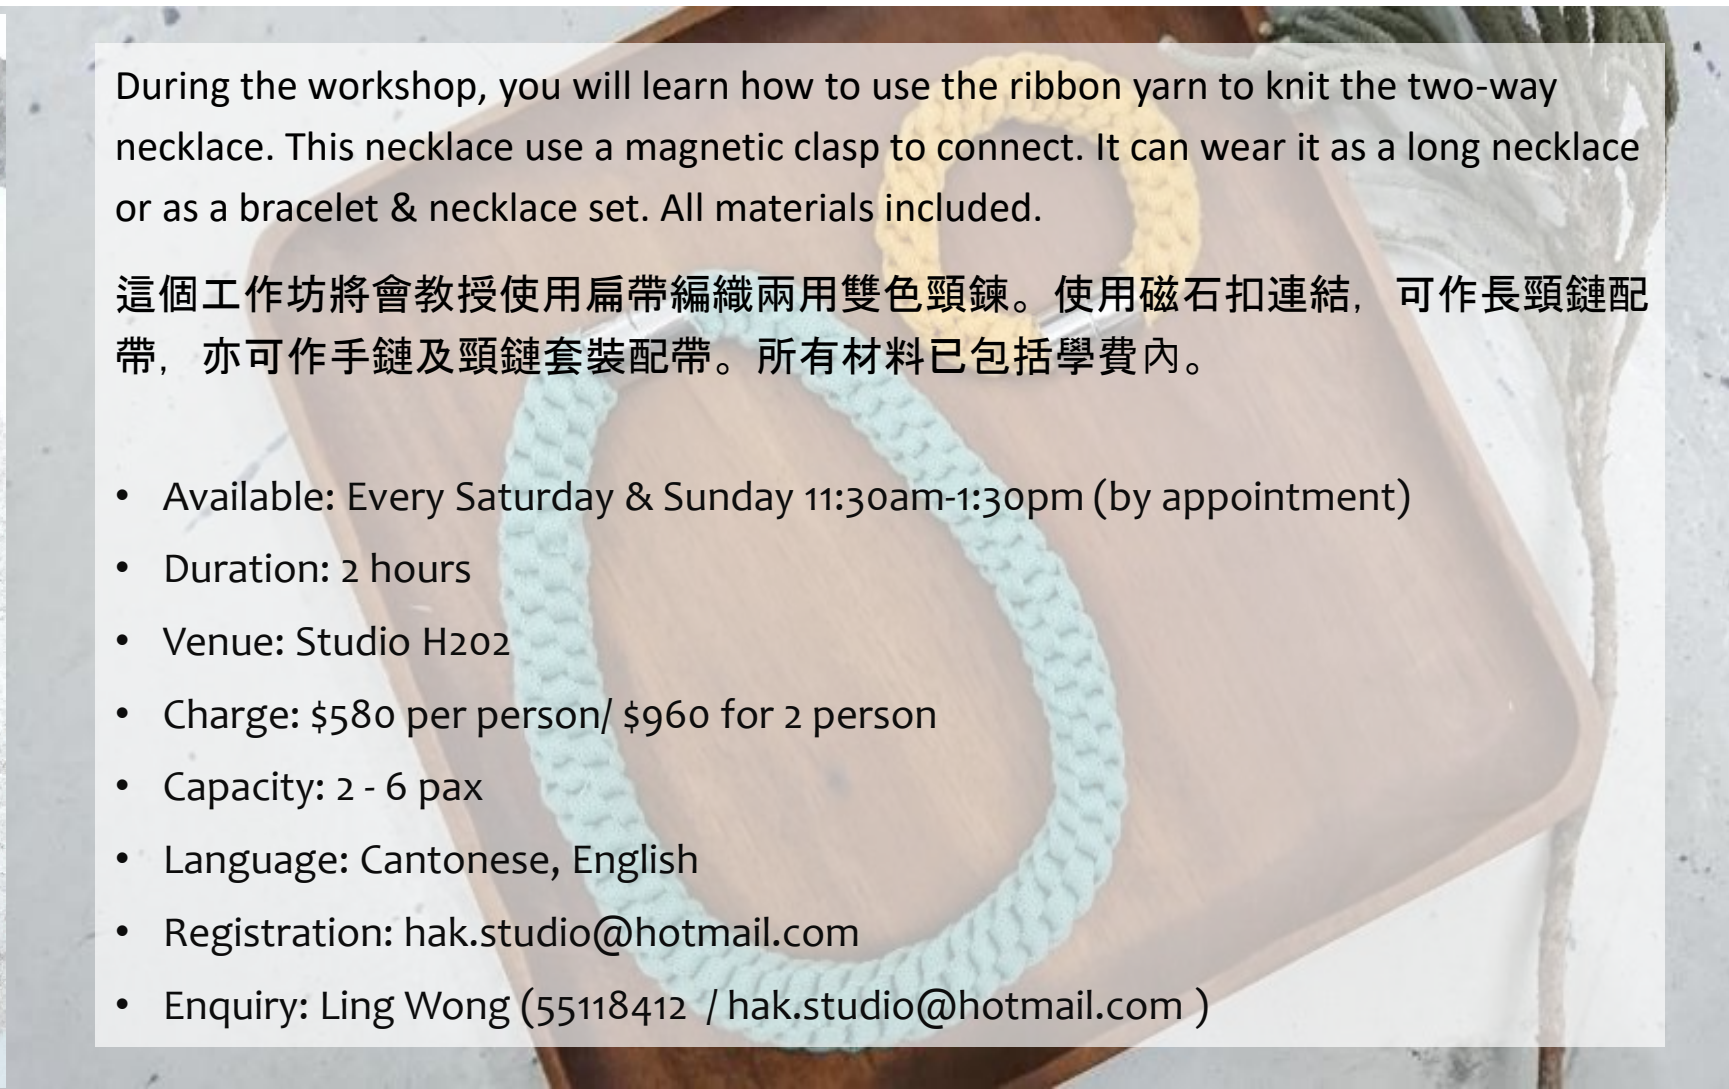 During the workshop, you will learn how to use the ribbon yarn to knit the two-way
necklace. This necklace use a magnetic clasp to connect. It can wear it as a long necklace
or as a bracelet & necklace set. All materials included.
這個工作坊將會教授使用扁帶編織兩用雙色頸鍊。使用磁石扣連結，可作長頸鏈配
帶，亦可作手鏈及頸鏈套裝配帶。所有材料已包括學費內。
• Available: Every Saturday & Sunday 11:30am-1:30pm (by appointment)
• Duration: 2 hours
• Venue: Studio H202
• Charge: $580 per person/ $960 for 2 person
• Capacity: 2 - 6 pax
• Language: Cantonese, English
• Registration: hak.studio@hotmail.com
• Enquiry: Ling Wong (55118412 / hak.studio@hotmail.com )